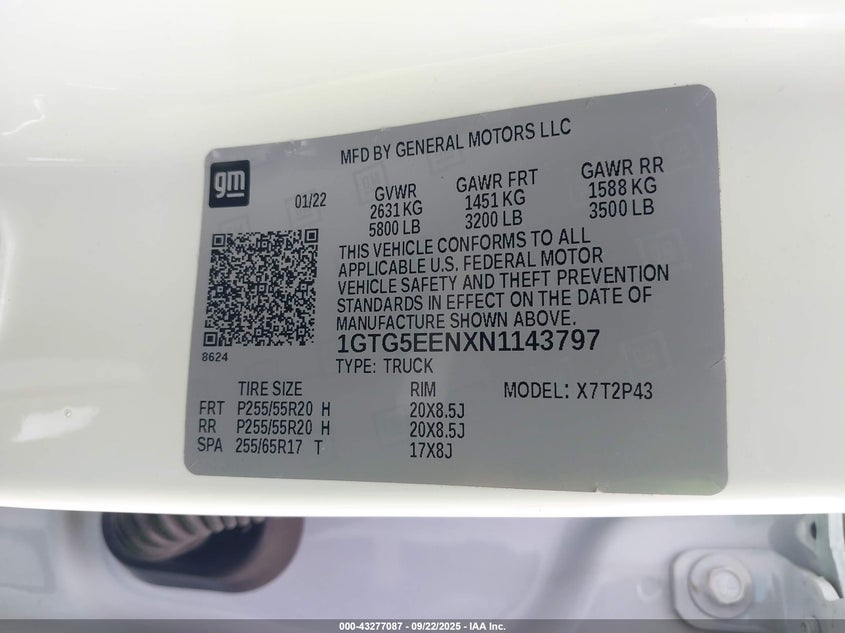 MFD BY GENERAL MOTORS LLC
gm
01/22
GVWR
2631 KG
5800 LB
GAWR FRT
1451 KG
3200 LB
GAWR RR
1588 KG
3500 LB
THIS VEHICLE CONFORMS TO ALL
APPLICABLE U.S. FEDERAL MOTOR
VEHICLE SAFETY AND THEFT PREVENTION
STANDARDS IN EFFECT ON THE DATE OF
MANUFACTURE SHOWN ABOVE.
8624
1GTG5EENXN1143797
TYPE: TRUCK
TIRE SIZE RIM MODEL: X7T2P43
FRT P255/55R20 H 20X8.5J
RR P255/55R20 H 20X8.5J
SPA 255/65R17 T 17X8J
000-43277087 - 09/22/2025 - IAA Inc.